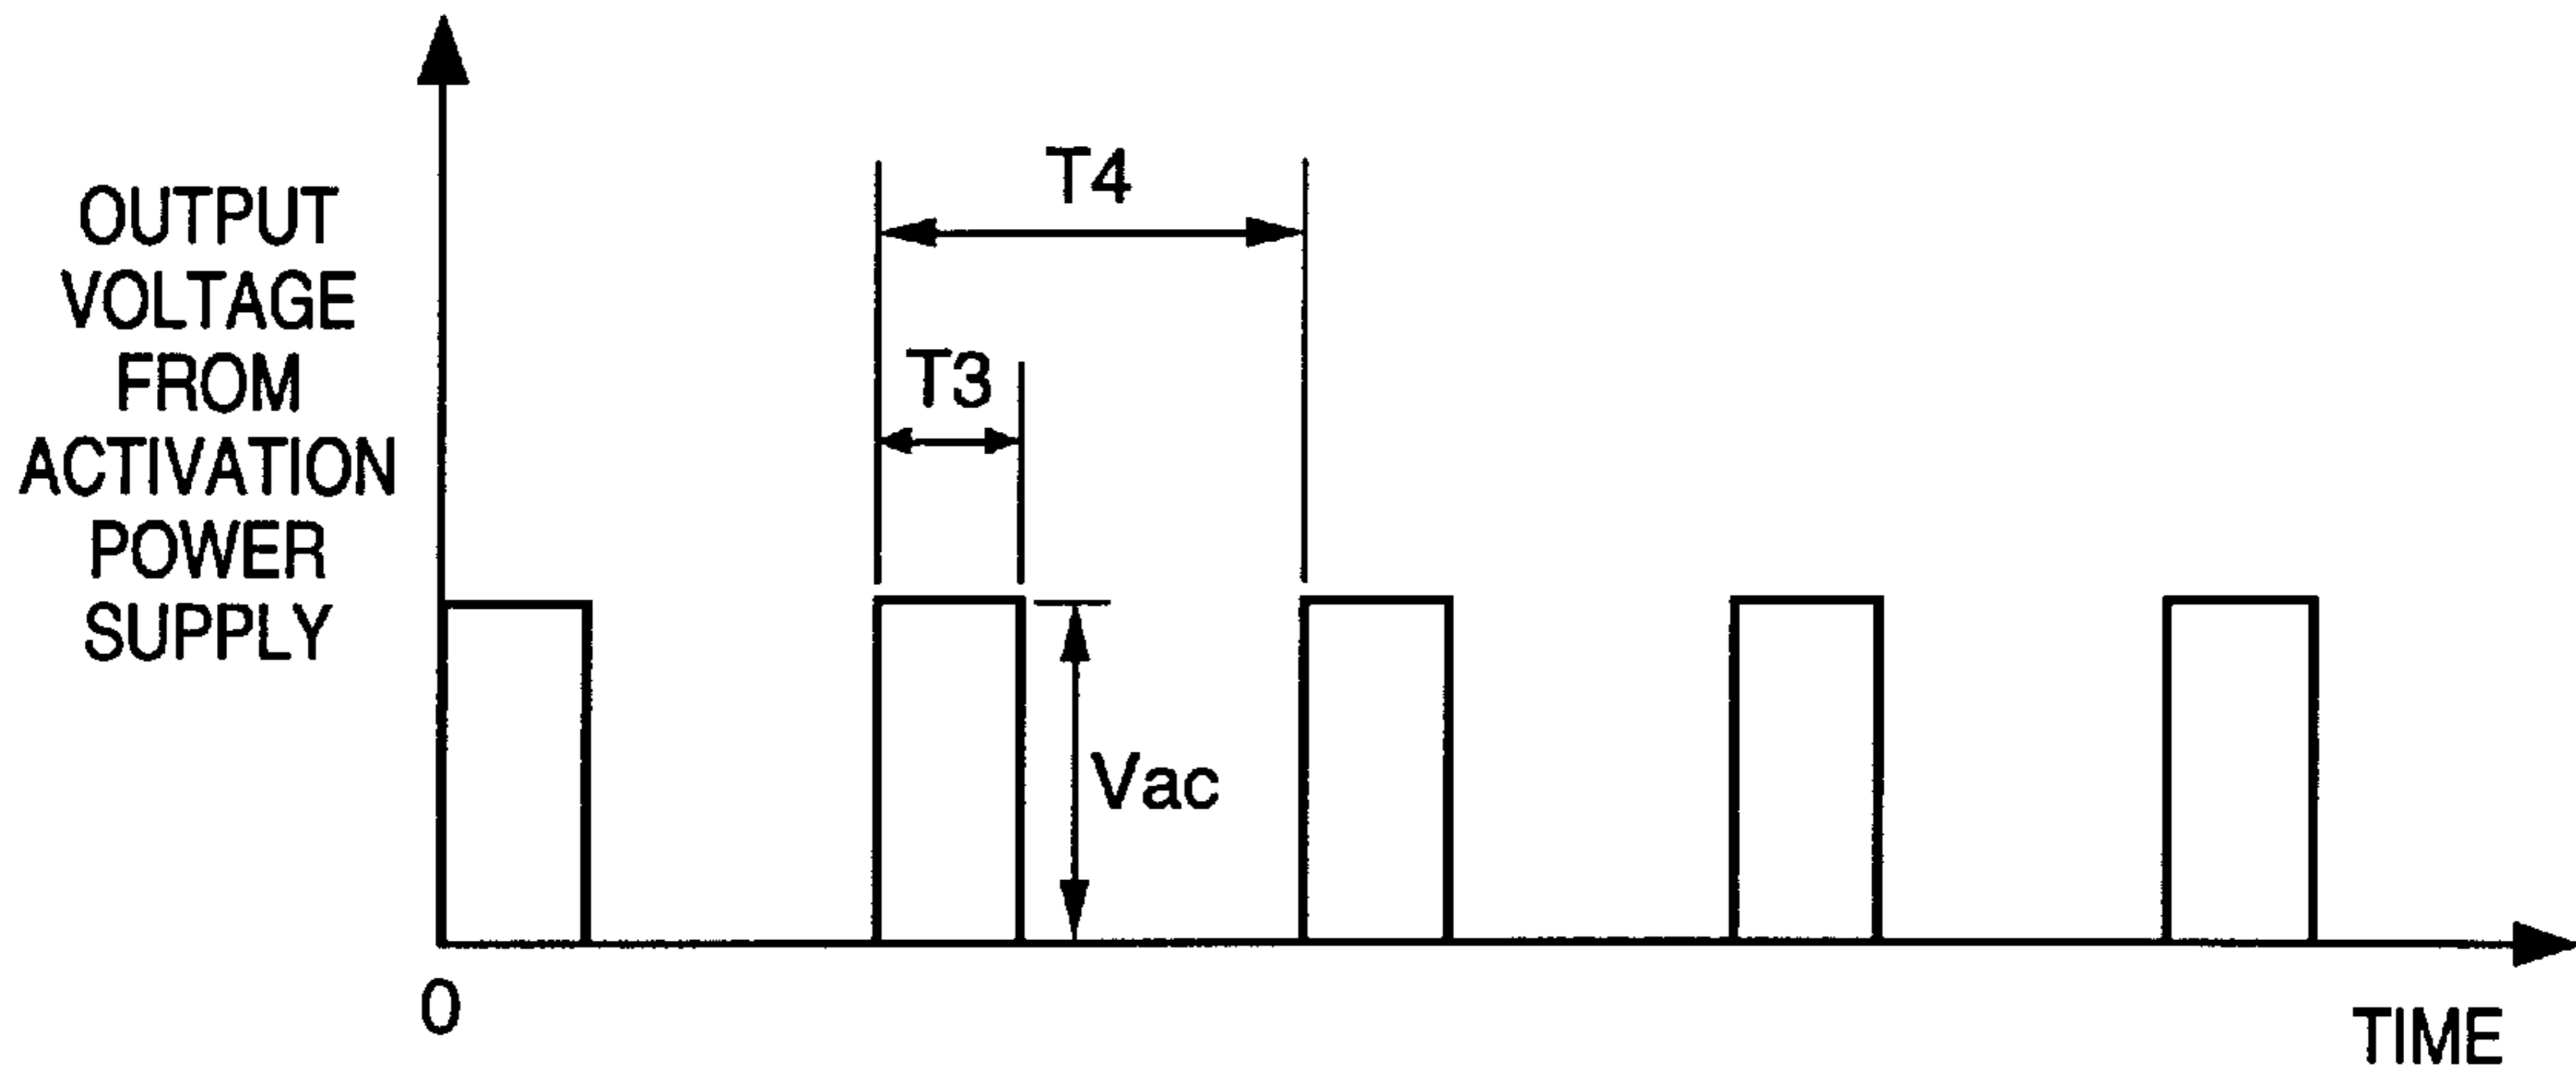 OUTPUT
VOLTAGE
FROM
ACTIVATION
POWER
SUPPLY
T4
T3
Vac
0
TIME